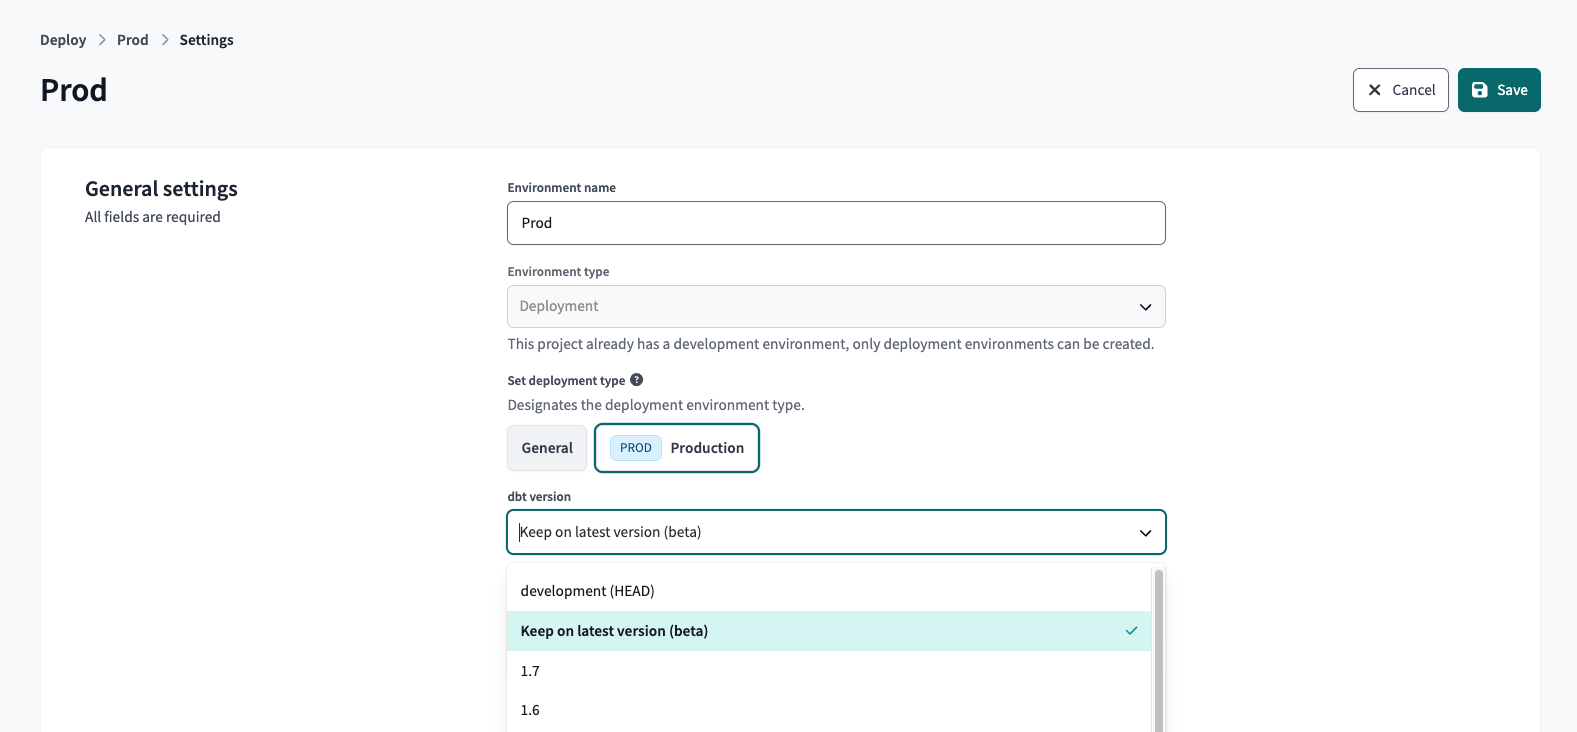 Deploy > Prod > Settings
Prod
Cancel
Save
General settings
All fields are required
Environment name
Prod
Environment type
Deployment
This project already has a development environment, only deployment environments can be created.
Set deployment type ?
Designates the deployment environment type.
General
PROD Production
dbt version
Keep on latest version (beta)
development (HEAD)
Keep on latest version (beta)
1.7
1.6